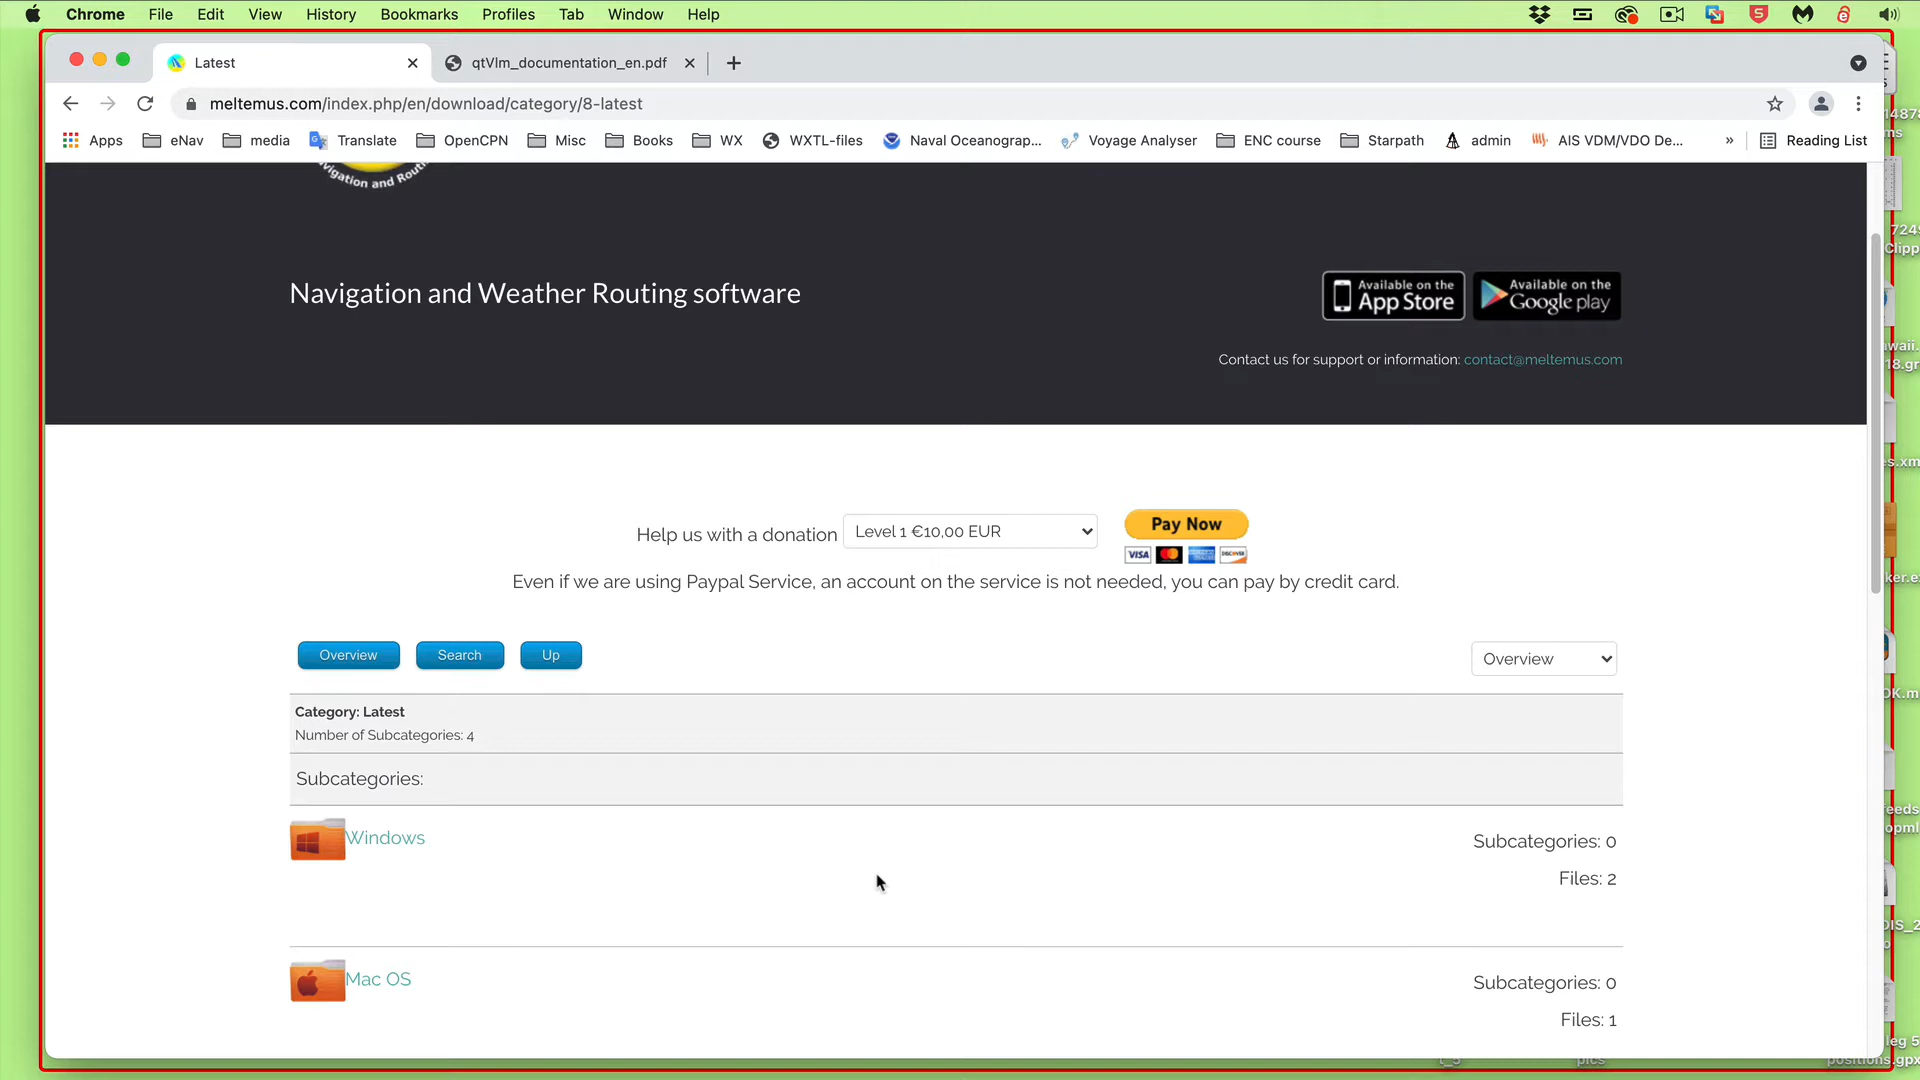 Chrome File Edit View History Bookmarks Profiles Tab Window Help
Latest qtVlm_documentation_en.pdf
meltemus.com/index.php/en/download/category/8-latest
Apps eNav media Translate OpenCPN Misc Books WX WXTL-files Naval Oceanograp... Voyage Analyser ENC course Starpath admin AIS VDM/VDO De... » Reading List
Navigation and Weather Routing software
Available on the App Store
Available on the Google play
Contact us for support or information: contact@meltemus.com
Help us with a donation Level 1 €10,00 EUR Pay Now
VISA DISCOVER
Even if we are using Paypal Service, an account on the service is not needed, you can pay by credit card.
Overview Search Up Overview
Category: Latest
Number of Subcategories: 4
Subcategories:
Windows Subcategories: 0
Files: 2
Mac OS Subcategories: 0
Files: 1
leg 5
positions.gpx